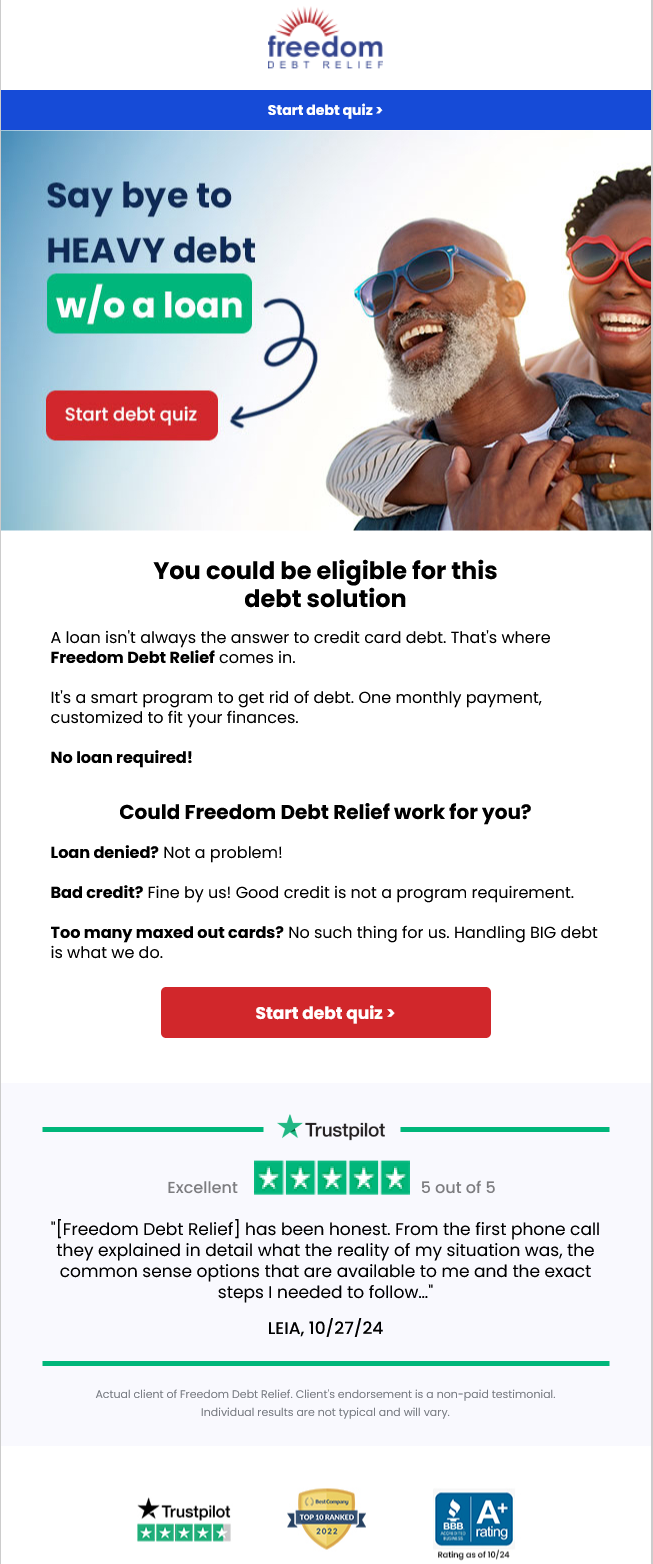 freedom
DEBT RELIEF
Start debt quiz >
Say bye to
HEAVY debt
w/o a loan
Start debt quiz
You could be eligible for this
debt solution
A loan isn't always the answer to credit card debt. That's where
Freedom Debt Relief comes in.
It's a smart program to get rid of debt. One monthly payment,
customized to fit your finances.
No loan required!
Could Freedom Debt Relief work for you?
Loan denied? Not a problem!
Bad credit? Fine by us! Good credit is not a program requirement.
Too many maxed out cards? No such thing for us. Handling BIG debt
is what we do.
Start debt quiz >
Trustpilot
Excellent 5 out of 5
"[Freedom Debt Relief] has been honest. From the first phone call
they explained in detail what the reality of my situation was, the
common sense options that are available to me and the exact
steps I needed to follow..."
LEIA, 10/27/24
Actual client of Freedom Debt Relief. Client's endorsement is a non-paid testimonial.
Individual results are not typical and will vary.
Trustpilot
BestCompany
TOP 10 RANKED
2022
BBB
ACCREDITED
BUSINESS
A+
rating
Rating as of 10/24